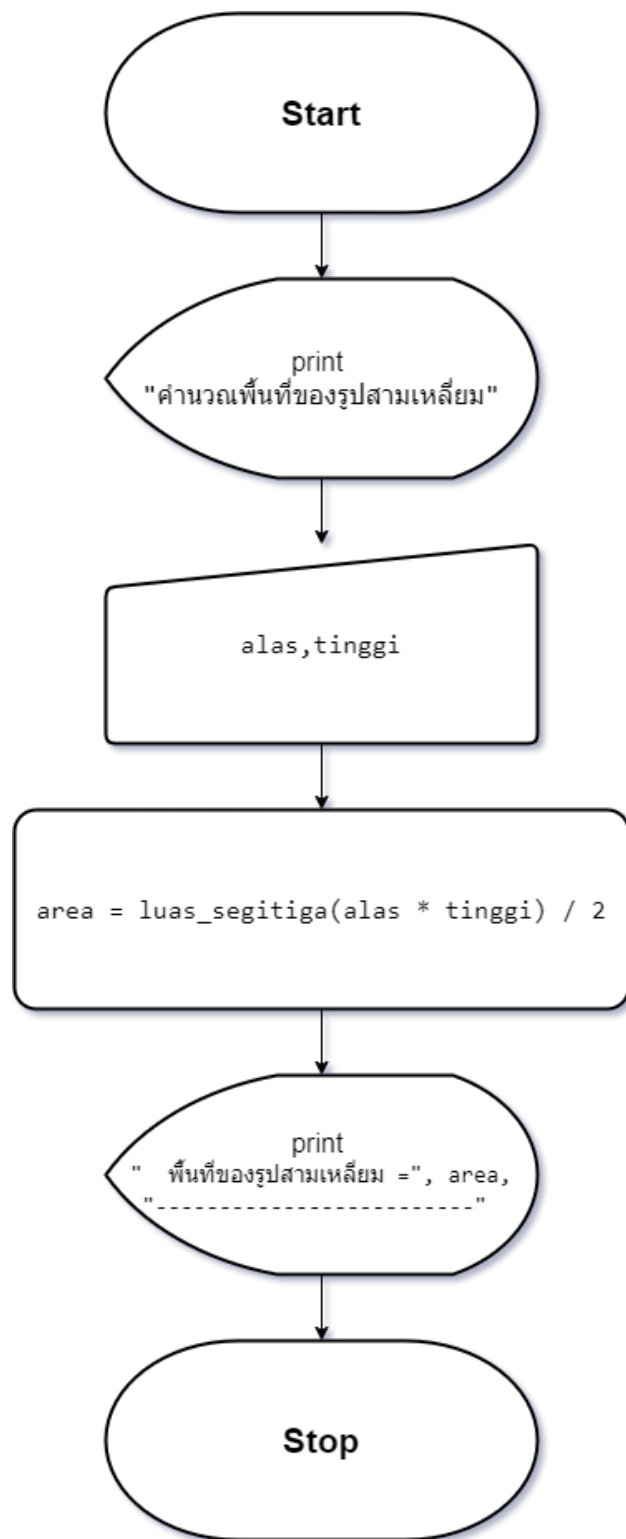 Start
print
"คำนวณพื้นที่ของรูปสามเหลี่ยม"
alas,tinggi
area = luas_segitiga(alas * tinggi) / 2
print
"  พื้นที่ของรูปสามเหลี่ยม =", area,
"-------------------------"
Stop